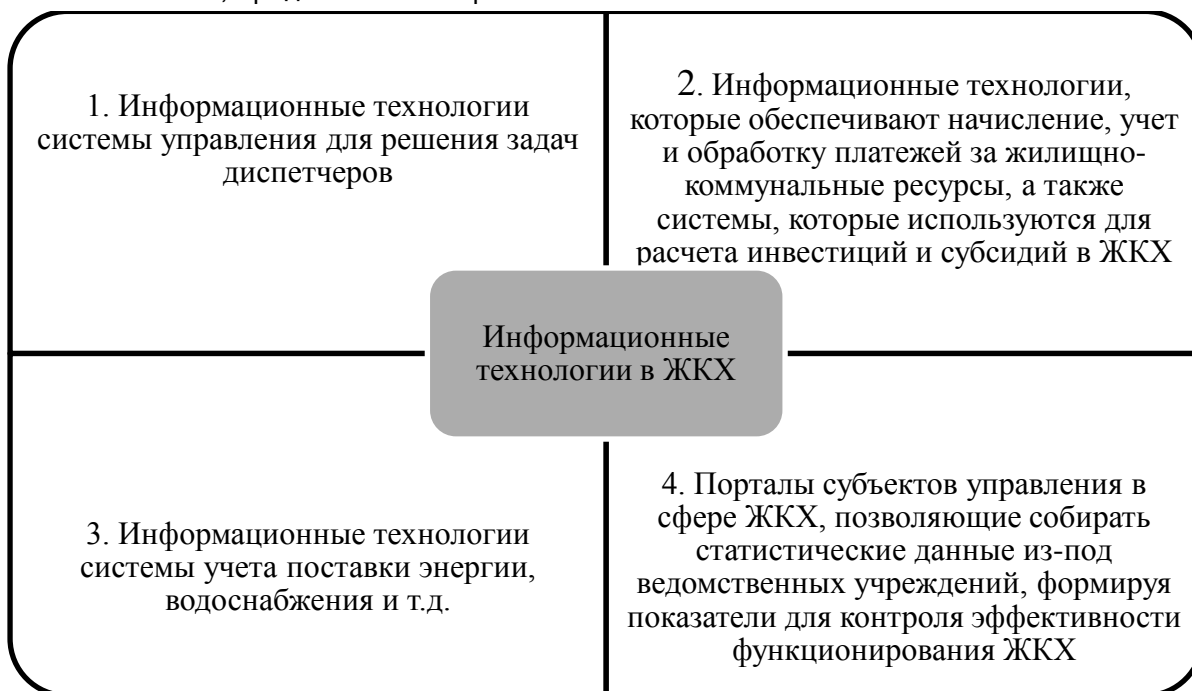 1. Информационные технологии
системы управления для решения задач
диспетчеров
2. Информационные технологии,
которые обеспечивают начисление, учет
и обработку платежей за жилищно-
коммунальные ресурсы, а также
системы, которые используются для
расчета инвестиций и субсидий в ЖКХ
Информационные
технологии в ЖКХ
3. Информационные технологии
системы учета поставки энергии,
водоснабжения и т.д.
4. Порталы субъектов управления в
сфере ЖКХ, позволяющие собирать
статистические данные из-под
ведомственных учреждений, формируя
показатели для контроля эффективности
функционирования ЖКХ